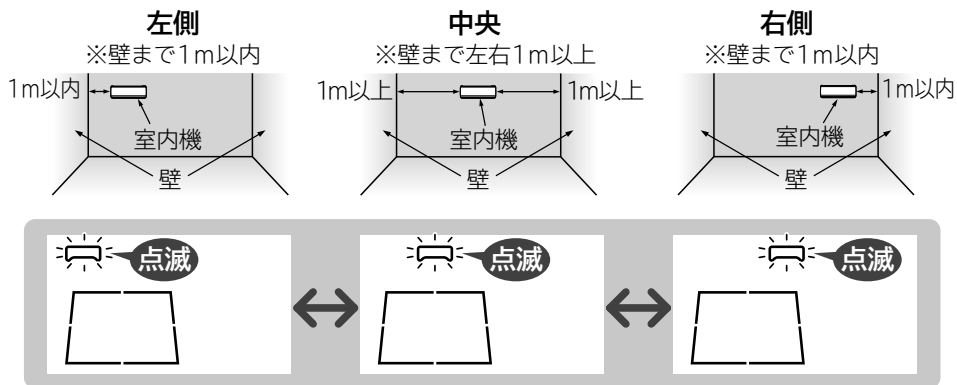 左側
※壁まで1m以内
1m以内
室内機
壁
中央
※壁まで左右1m以上
1m以上
1m以上
室内機
壁
右側
※壁まで1m以内
1m以内
室内機
壁
点滅
点滅
点滅